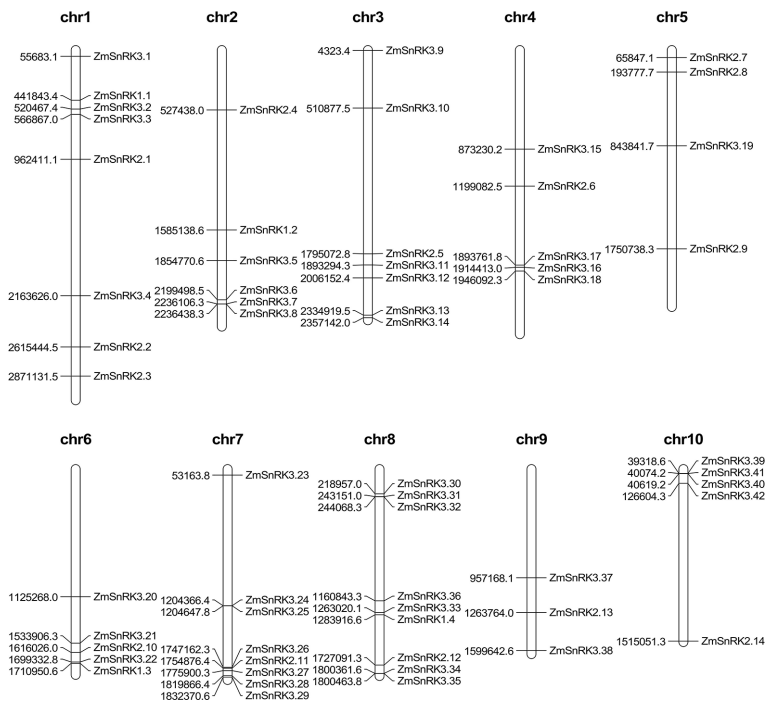 chr1 chr2 chr3 chr4 chr5
55683.1 ZmSnRK3.1
441843.4 ZmSnRK1.1
520467.4 ZmSnRK3.2
566867.0 ZmSnRK3.3
962411.1 ZmSnRK2.1
2163626.0 ZmSnRK3.4
2615444.5 ZmSnRK2.2
2871131.5 ZmSnRK2.3
527438.0 ZmSnRK2.4
1585138.6 ZmSnRK1.2
1854770.6 ZmSnRK3.5
2199498.5 ZmSnRK3.6
2236106.3 ZmSnRK3.7
2236438.3 ZmSnRK3.8
4323.4 ZmSnRK3.9
510877.5 ZmSnRK3.10
1795072.8 ZmSnRK2.5
1893294.3 ZmSnRK3.11
2006152.4 ZmSnRK3.12
2334919.5 ZmSnRK3.13
2357142.0 ZmSnRK3.14
873230.2 ZmSnRK3.15
1199082.5 ZmSnRK2.6
1893761.8 ZmSnRK3.17
1914413.0 ZmSnRK3.16
1946092.3 ZmSnRK3.18
65847.1 ZmSnRK2.7
193777.7 ZmSnRK2.8
843841.7 ZmSnRK3.19
1750738.3 ZmSnRK2.9
chr6 chr7 chr8 chr9 chr10
1125268.0 ZmSnRK3.20
1533906.3 ZmSnRK3.21
1616026.0 ZmSnRK2.10
1699332.8 ZmSnRK3.22
1710950.6 ZmSnRK1.3
53163.8 ZmSnRK3.23
1204366.4 ZmSnRK3.24
1204647.8 ZmSnRK3.25
1747162.3 ZmSnRK3.26
1754876.4 ZmSnRK2.11
1775900.3 ZmSnRK3.27
1819866.4 ZmSnRK3.28
1832370.6 ZmSnRK3.29
218957.0 ZmSnRK3.30
243151.0 ZmSnRK3.31
244068.3 ZmSnRK3.32
1160843.3 ZmSnRK3.36
1263020.1 ZmSnRK3.33
1283916.6 ZmSnRK1.4
1727091.3 ZmSnRK2.12
1800361.6 ZmSnRK3.34
1800463.8 ZmSnRK3.35
957168.1 ZmSnRK3.37
1263764.0 ZmSnRK2.13
1599642.6 ZmSnRK3.38
39318.6 ZmSnRK3.39
40074.2 ZmSnRK3.41
40619.2 ZmSnRK3.40
126604.3 ZmSnRK3.42
1515051.3 ZmSnRK2.14